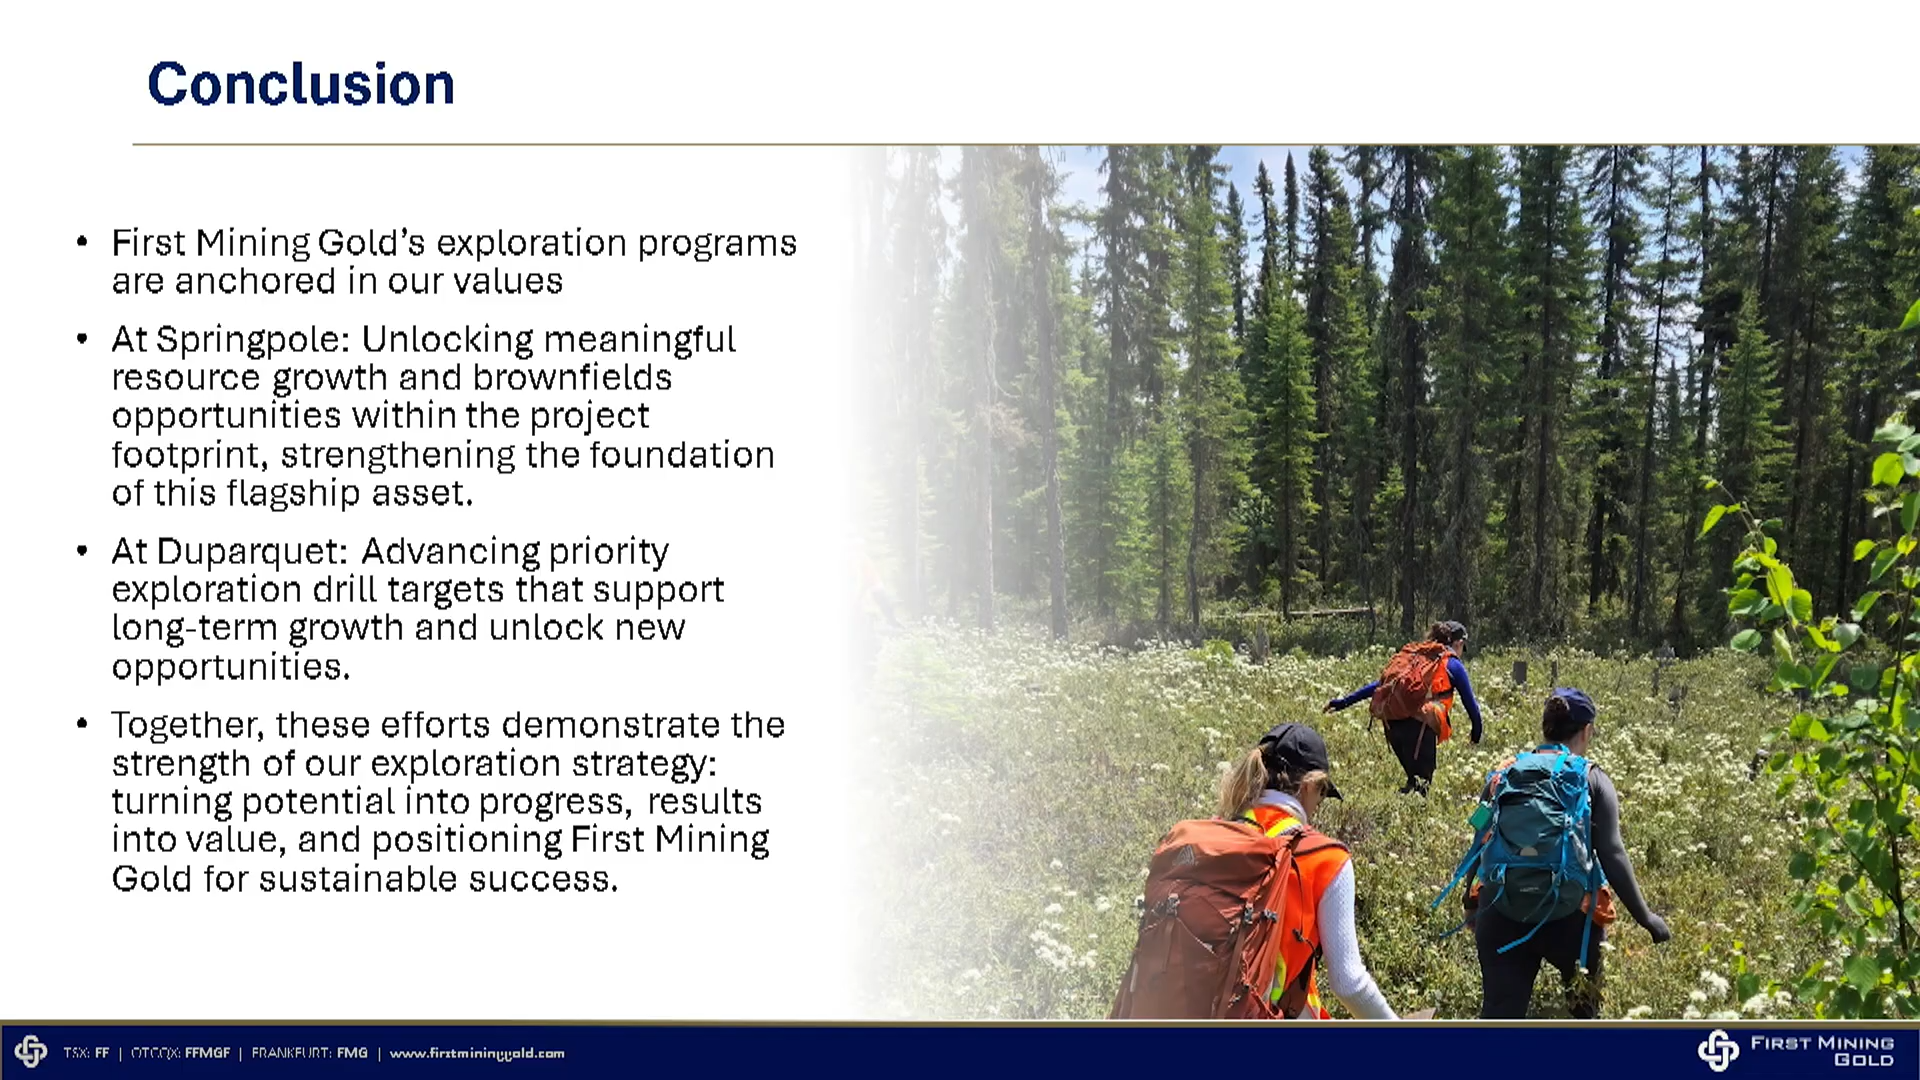 Conclusion
• First Mining Gold’s exploration programs
are anchored in our values
• At Springpole: Unlocking meaningful
resource growth and brownfields
opportunities within the project
footprint, strengthening the foundation
of this flagship asset.
• At Duparquet: Advancing priority
exploration drill targets that support
long-term growth and unlock new
opportunities.
• Together, these efforts demonstrate the
strength of our exploration strategy:
turning potential into progress, results
into value, and positioning First Mining
Gold for sustainable success.
TSX: FF | OTCQX: FFMGF | FRANKFURT: FMG | www.firstmininggold.com
FIRST MINING
GOLD